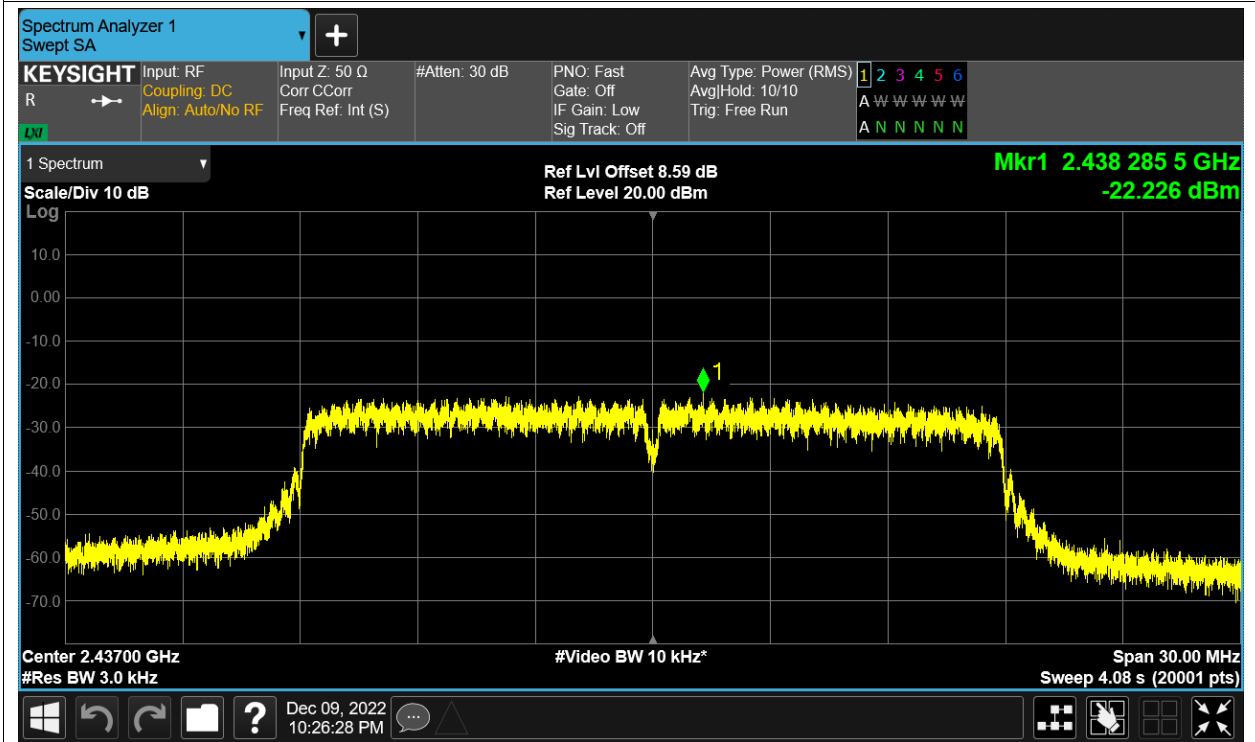 Spectrum Analyzer 1
Swept SA
KEYSIGHT
R
LXI
Input: RF
Coupling: DC
Align: Auto/No RF
Input Z: 50 Ω
Corr CCorr
Freq Ref: Int (S)
#Atten: 30 dB
PNO: Fast
Gate: Off
IF Gain: Low
Sig Track: Off
Avg Type: Power (RMS)
Avg|Hold: 10/10
Trig: Free Run
1 2 3 4 5 6
A W W W W W
A N N N N N
1 Spectrum
Scale/Div 10 dB
Log
Ref Lvl Offset 8.59 dB
Ref Level 20.00 dBm
Mkr1 2.438 285 5 GHz
-22.226 dBm
10.0
0.00
-10.0
-20.0
-30.0
-40.0
-50.0
-60.0
-70.0
1
Center 2.43700 GHz
#Res BW 3.0 kHz
#Video BW 10 kHz*
Span 30.00 MHz
Sweep 4.08 s (20001 pts)
?
Dec 09, 2022
10:26:28 PM